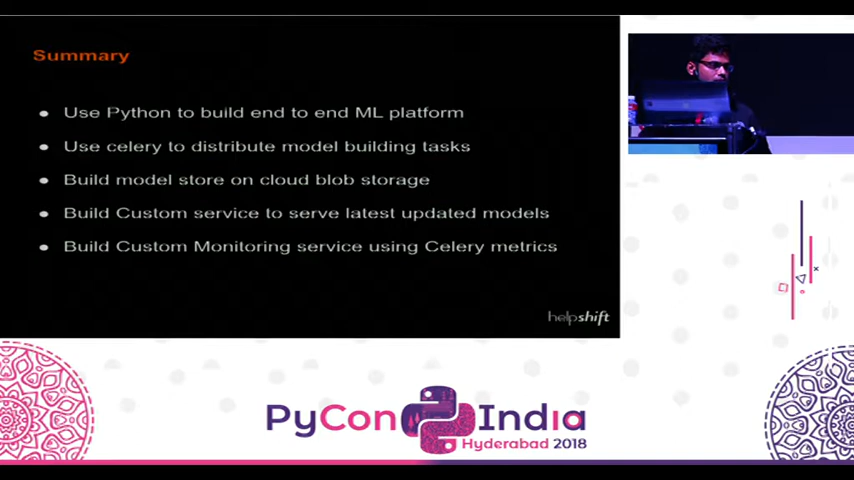 Summary
Use Python to build end to end ML platform
Use celery to distribute model building tasks
Build model store on cloud blob storage
Build Custom service to serve latest updated models
Build Custom Monitoring service using Celery metrics
helpshift
PyCon India
Hyderabad 2018